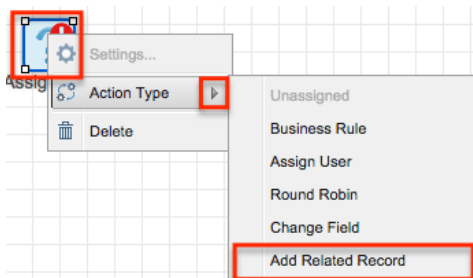 Settings...
Assig
Action Type
Unassigned
Delete
Business Rule
Assign User
Round Robin
Change Field
Add Related Record